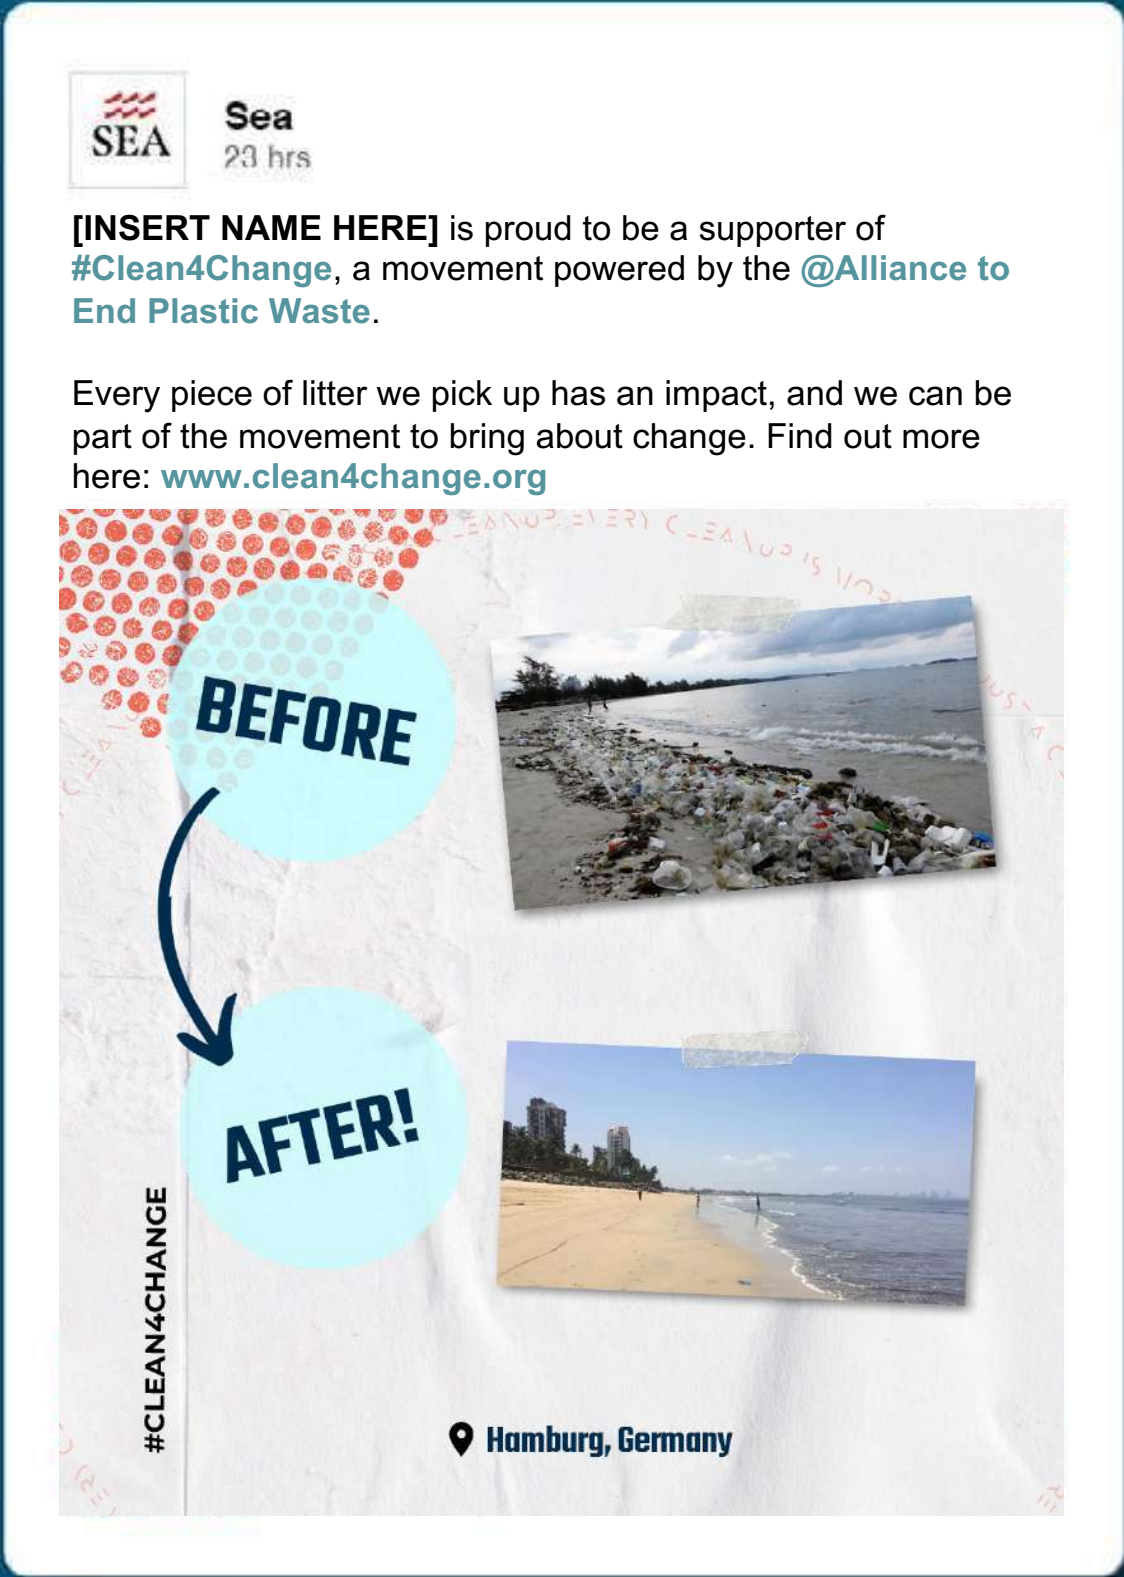 SEA
Sea
23 hrs
[INSERT NAME HERE] is proud to be a supporter of
#Clean4Change, a movement powered by the @Alliance to
End Plastic Waste.
Every piece of litter we pick up has an impact, and we can be
part of the movement to bring about change. Find out more
here: www.clean4change.org
BEFORE
AFTER!
#CLEAN4CHANGE
Hamburg, Germany